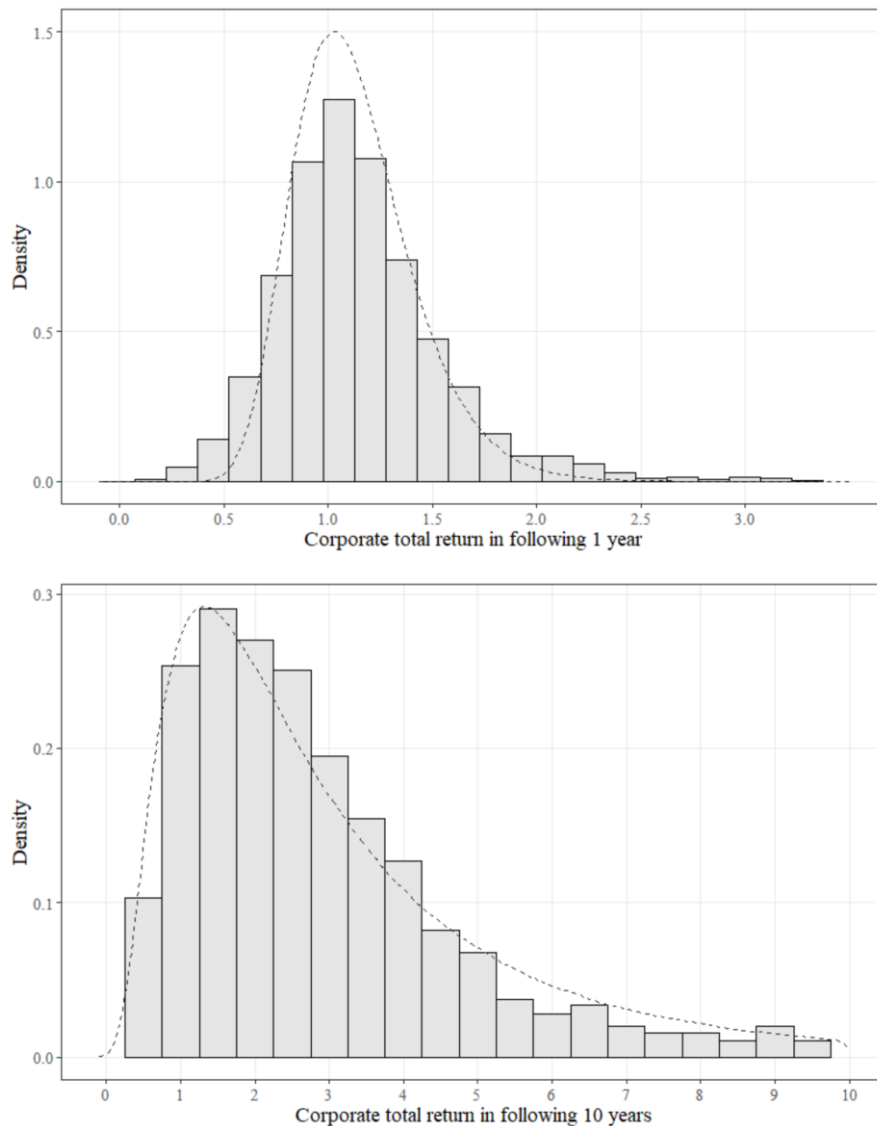 1.5
1.0
0.5
0.0
Density
0.0 0.5 1.0 1.5 2.0 2.5 3.0
Corporate total return in following 1 year
0.3
0.2
0.1
0.0
Density
0 1 2 3 4 5 6 7 8 9 10
Corporate total return in following 10 years